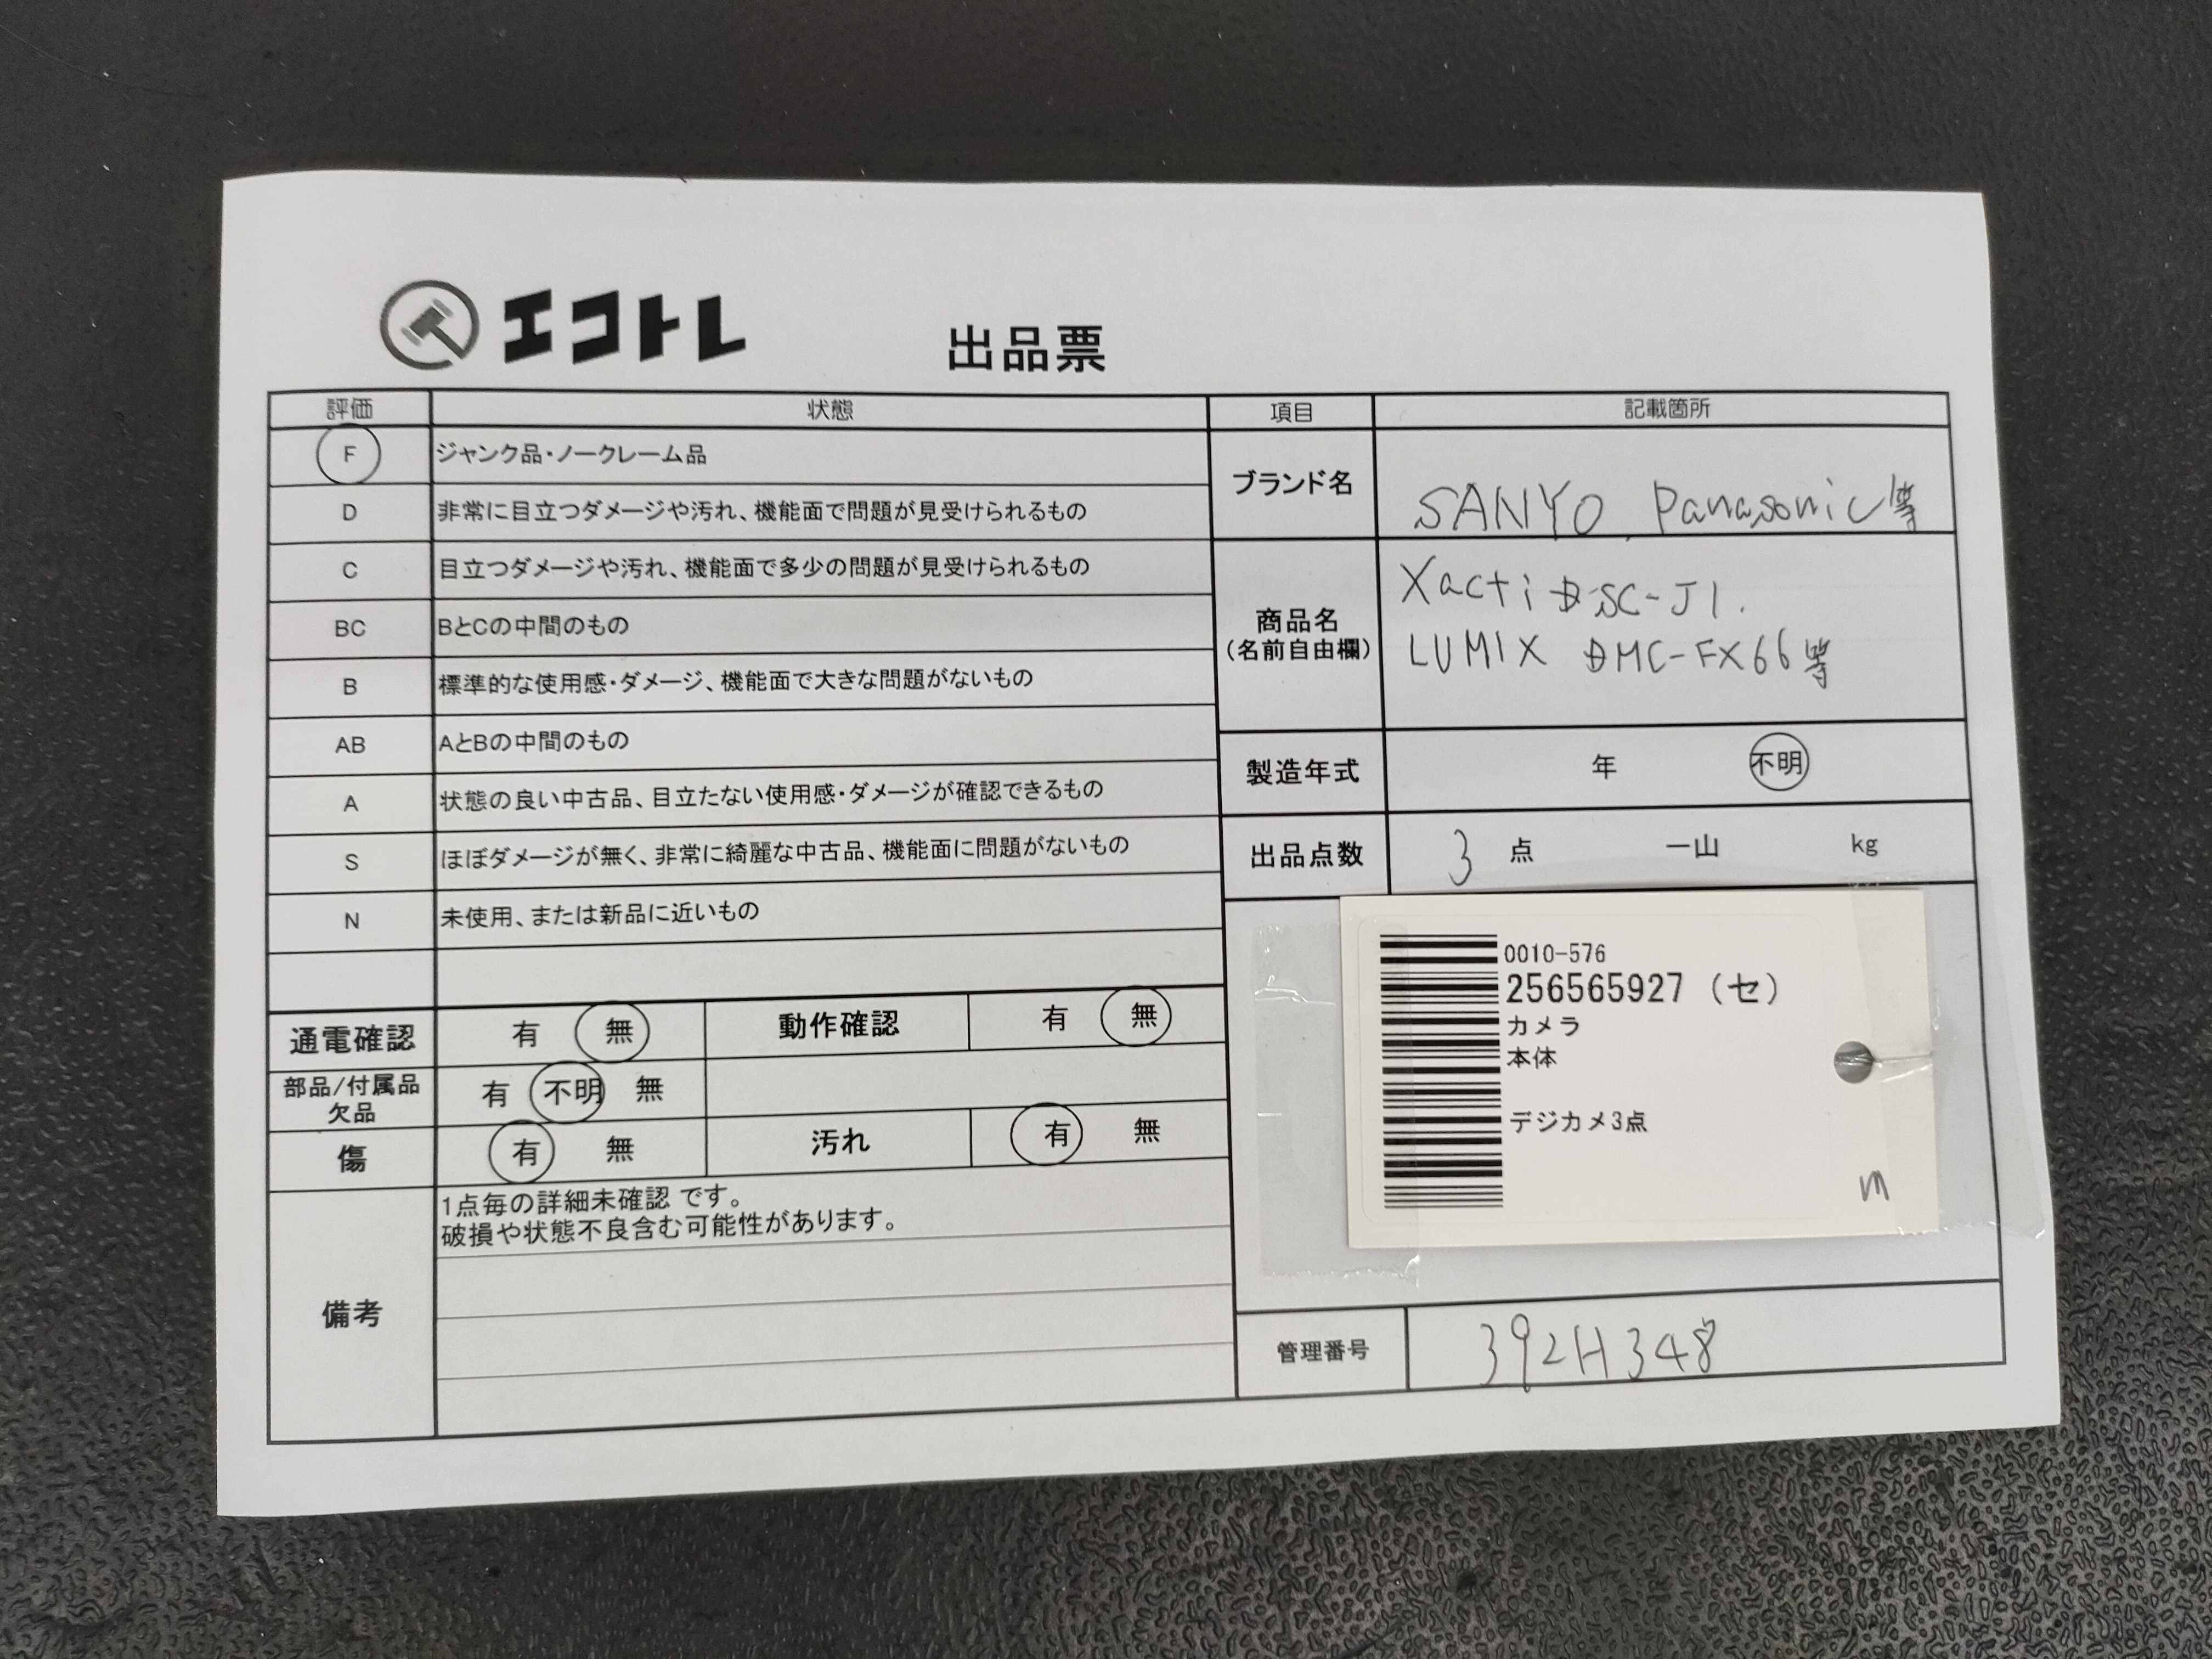 エコトレ
出品票
評価 状態
F ジャンク品・ノークレーム品
D 非常に目立つダメージや汚れ、機能面で問題が見受けられるもの
C 目立つダメージや汚れ、機能面で多少の問題が見受けられるもの
BC BとCの中間のもの
B 標準的な使用感・ダメージ、機能面で大きな問題がないもの
AB AとBの中間のもの
A 状態の良い中古品、目立たない使用感・ダメージが確認できるもの
S ほぼダメージが無く、非常に綺麗な中古品、機能面に問題がないもの
N 未使用、または新品に近いもの
通電確認 有 無 動作確認 有 無
部品/付属品
欠品 有 不明 無
傷 有 無 汚れ 有 無
備考
1点毎の詳細未確認 です。
破損や状態不良含む可能性があります。
項目 記載箇所
ブランド名 SANYO, Panasonic等
商品名
(名前自由欄)
Xacti DSC-J1.
LUMIX DMC-FX66等
製造年式 年 不明
出品点数 3 点 一山 kg
0010-576
256565927 (セ)
カメラ
本体
デジカメ3点
m
管理番号 392H348